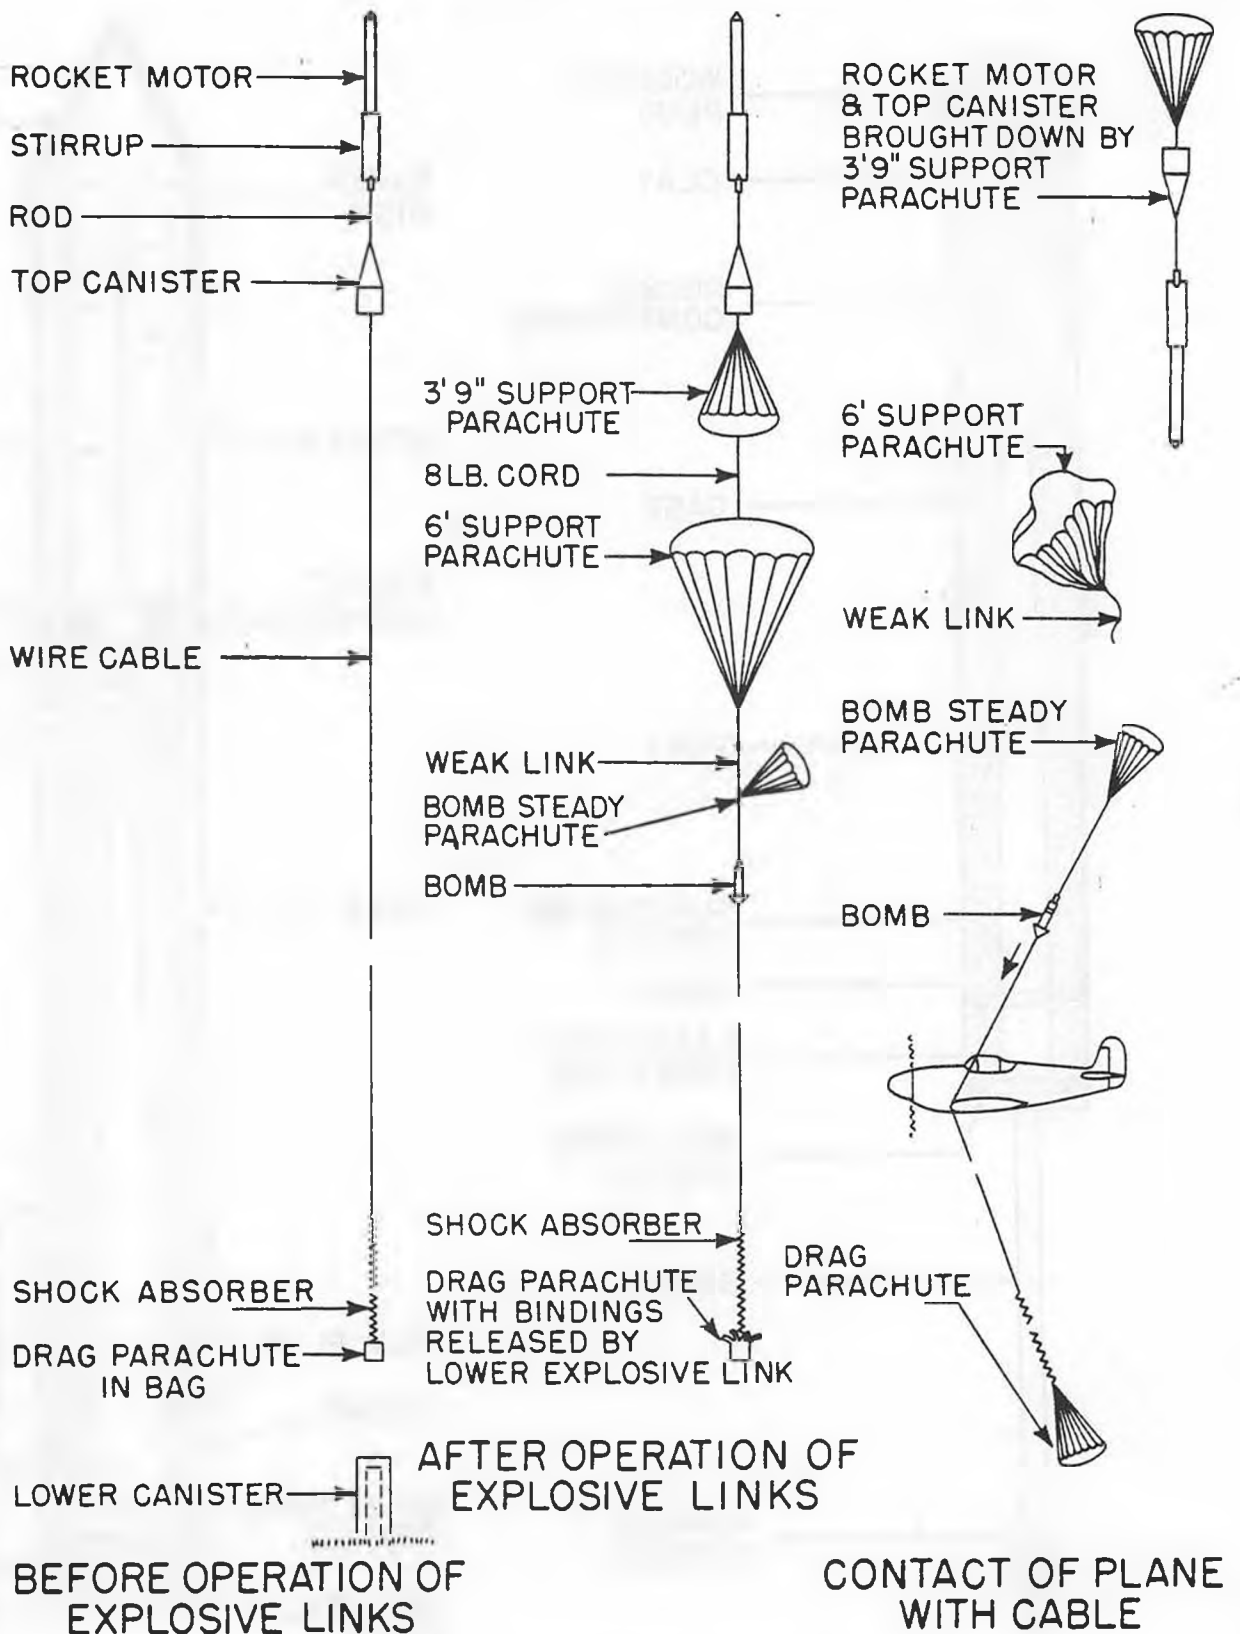 ROCKET MOTOR
STIRRUP
ROD
TOP CANISTER
WIRE CABLE
SHOCK ABSORBER
DRAG PARACHUTE
IN BAG
LOWER CANISTER
BEFORE OPERATION OF
EXPLOSIVE LINKS
3'9" SUPPORT
PARACHUTE
8 LB. CORD
6' SUPPORT
PARACHUTE
WEAK LINK
BOMB STEADY
PARACHUTE
BOMB
SHOCK ABSORBER
DRAG PARACHUTE
WITH BINDINGS
RELEASED BY
LOWER EXPLOSIVE LINK
AFTER OPERATION OF
EXPLOSIVE LINKS
ROCKET MOTOR
& TOP CANISTER
BROUGHT DOWN BY
3'9" SUPPORT
PARACHUTE
6' SUPPORT
PARACHUTE
WEAK LINK
BOMB STEADY
PARACHUTE
BOMB
DRAG
PARACHUTE
CONTACT OF PLANE
WITH CABLE